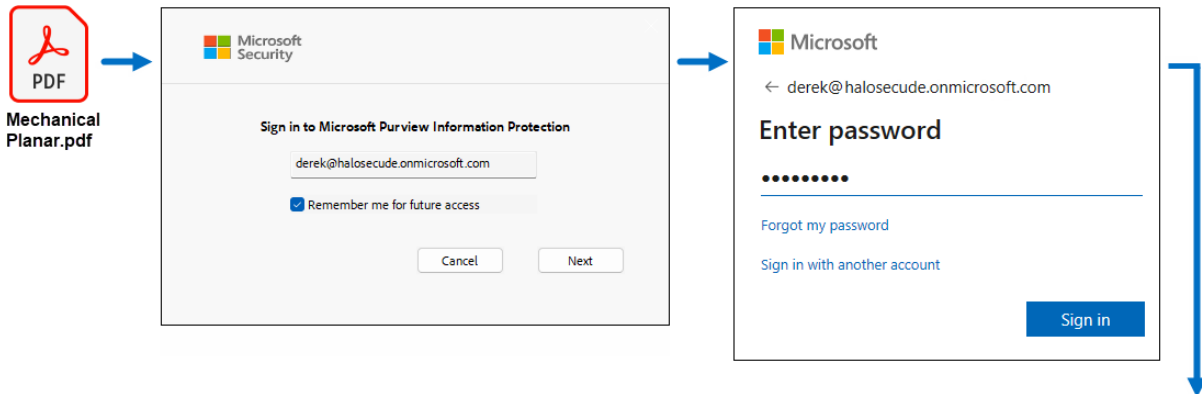 PDF
Mechanical
Planar.pdf
Microsoft
Security
Sign in to Microsoft Purview Information Protection
derek@halosecude.onmicrosoft.com
Remember me for future access
Cancel
Next
Microsoft
← derek@halosecude.onmicrosoft.com
Enter password
•••••••••
Forgot my password
Sign in with another account
Sign in